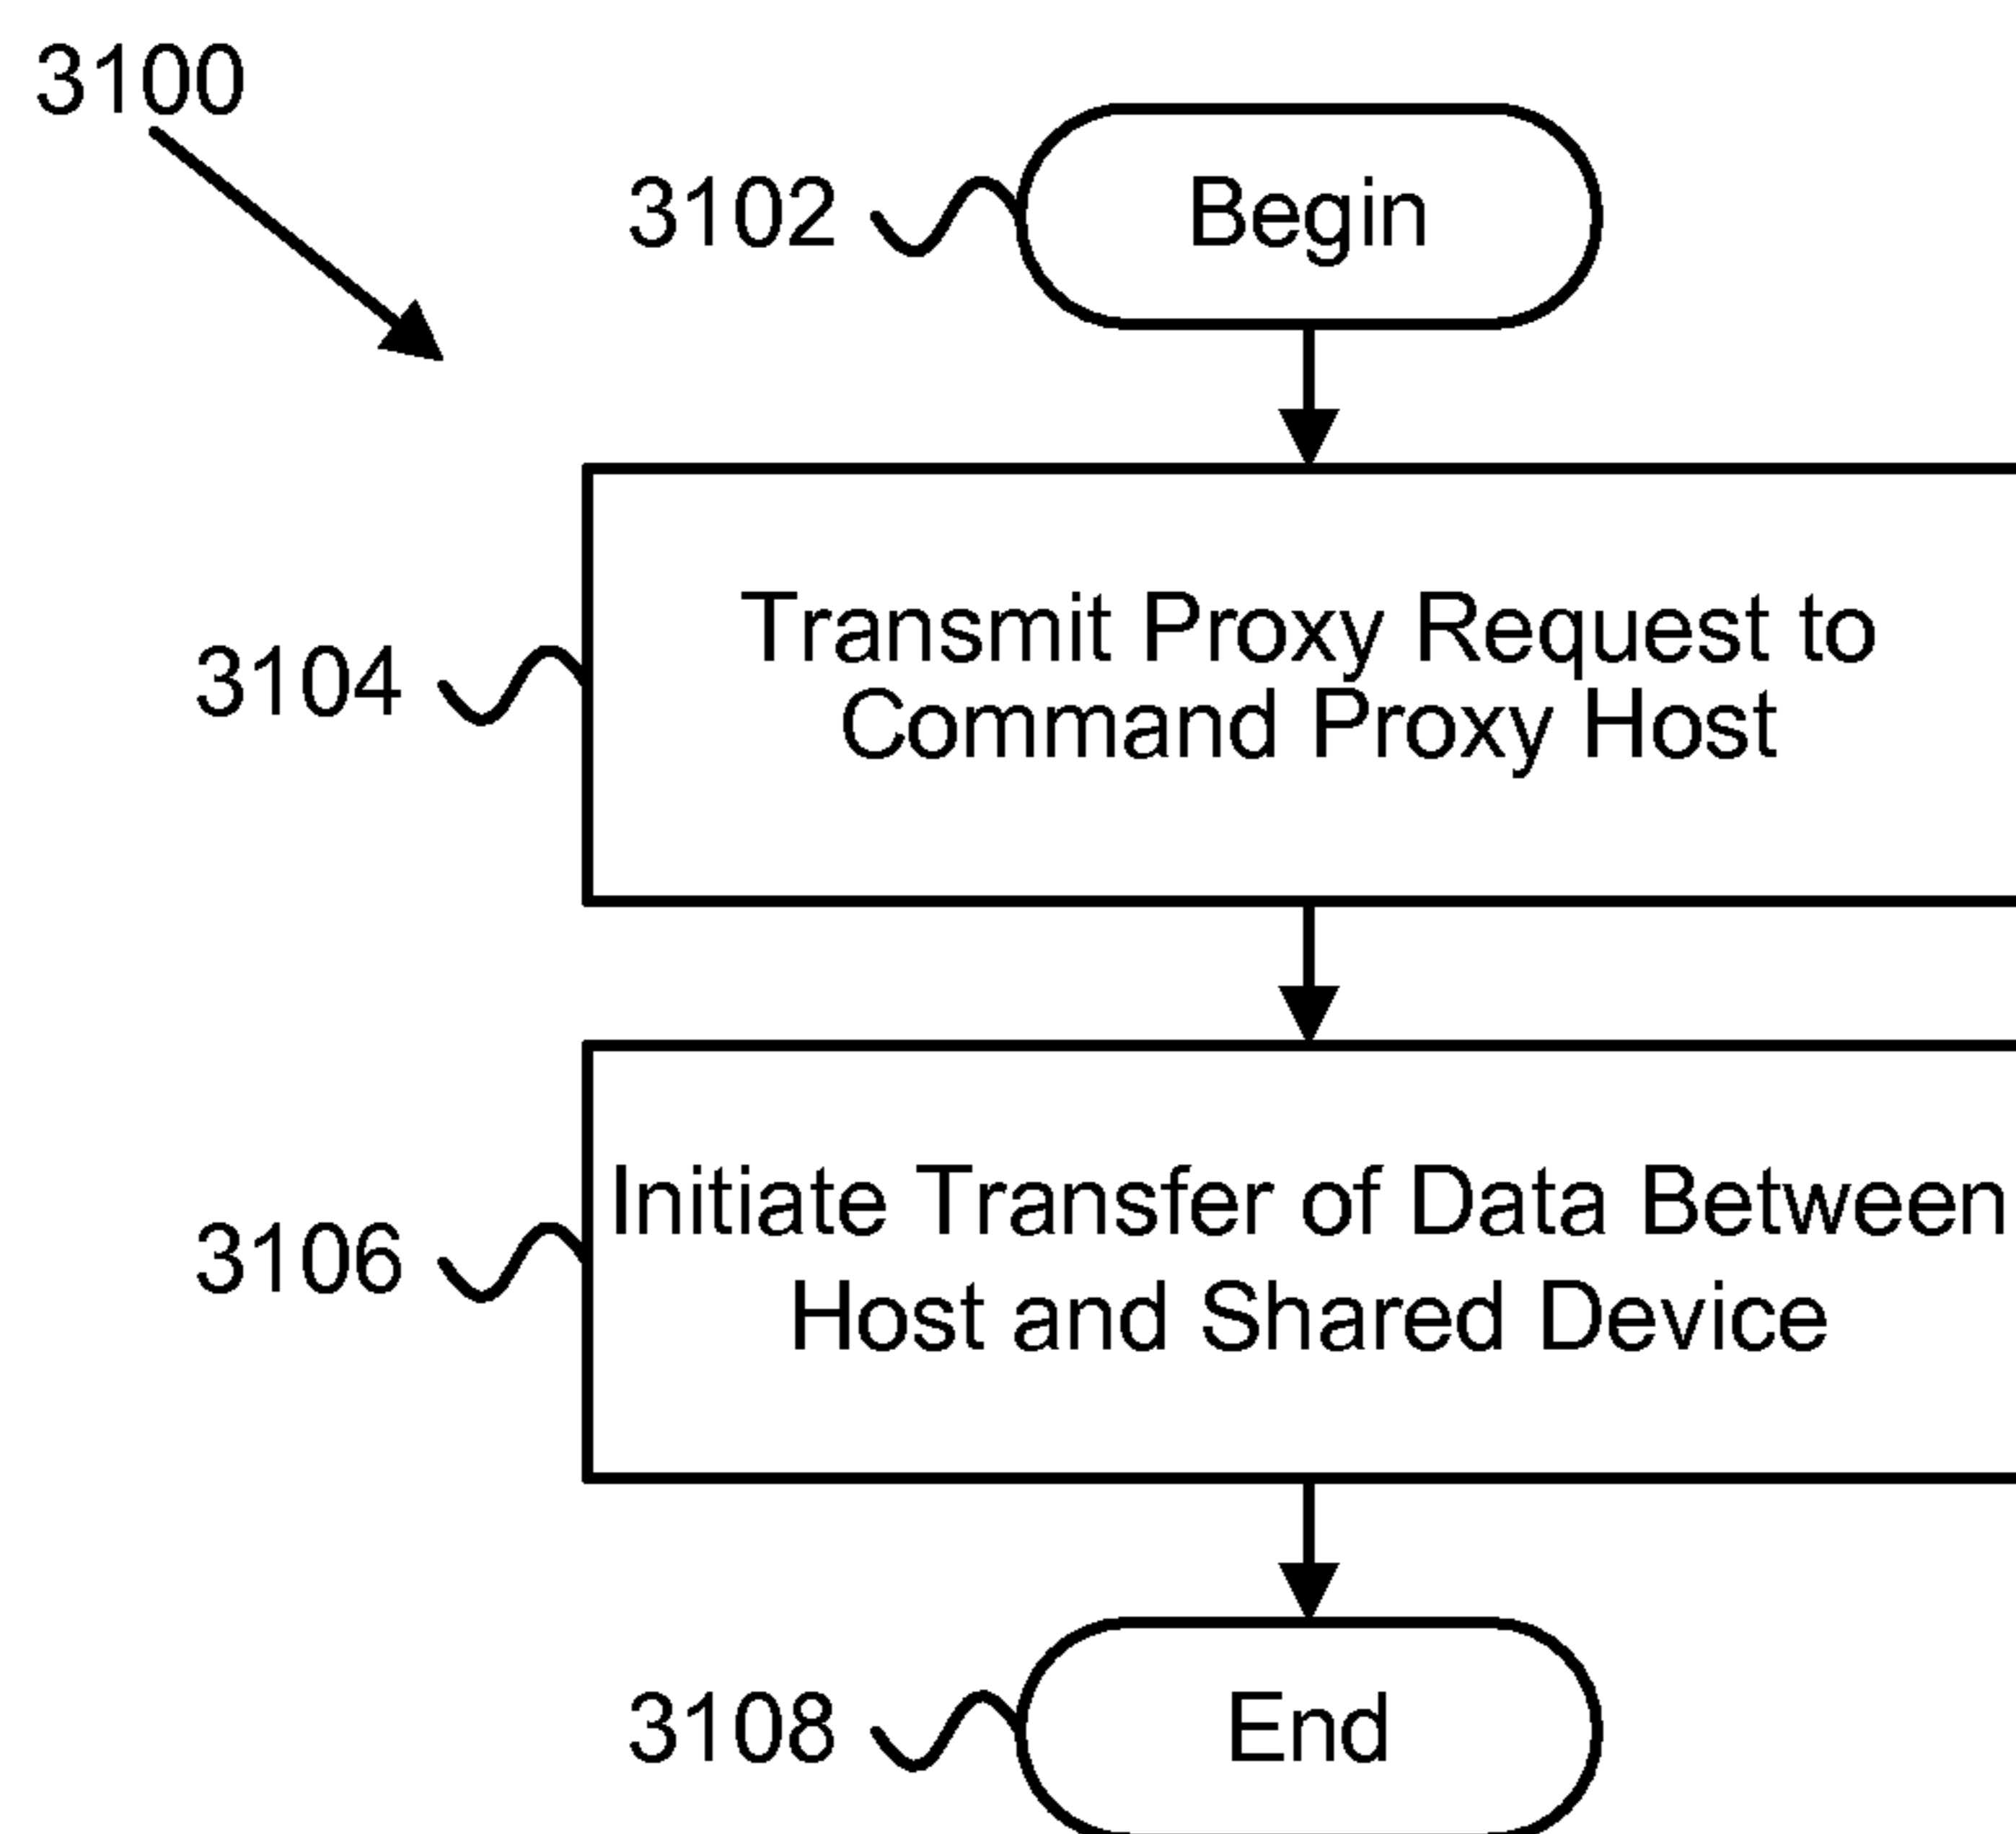 3100
3102
Begin
3104
Transmit Proxy Request to
Command Proxy Host
3106
Initiate Transfer of Data Between
Host and Shared Device
3108
End